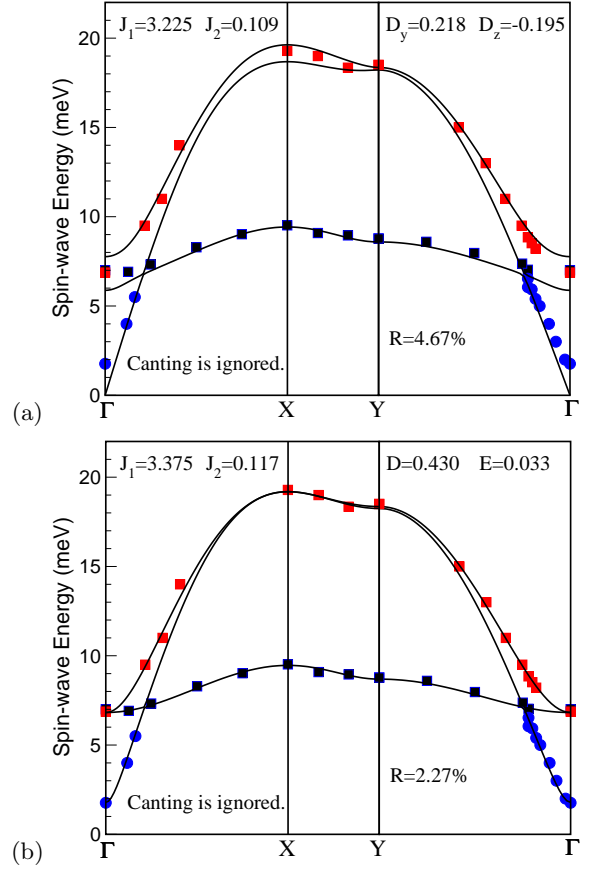 J1=3.225 J2=0.109 Dy=0.218 Dz=-0.195
20
15
10
5
0
Spin-wave Energy (meV)
R=4.67%
Canting is ignored.
(a)
Γ X Y Γ
J1=3.375 J2=0.117 D=0.430 E=0.033
20
15
10
5
0
Spin-wave Energy (meV)
R=2.27%
Canting is ignored.
(b)
Γ X Y Γ